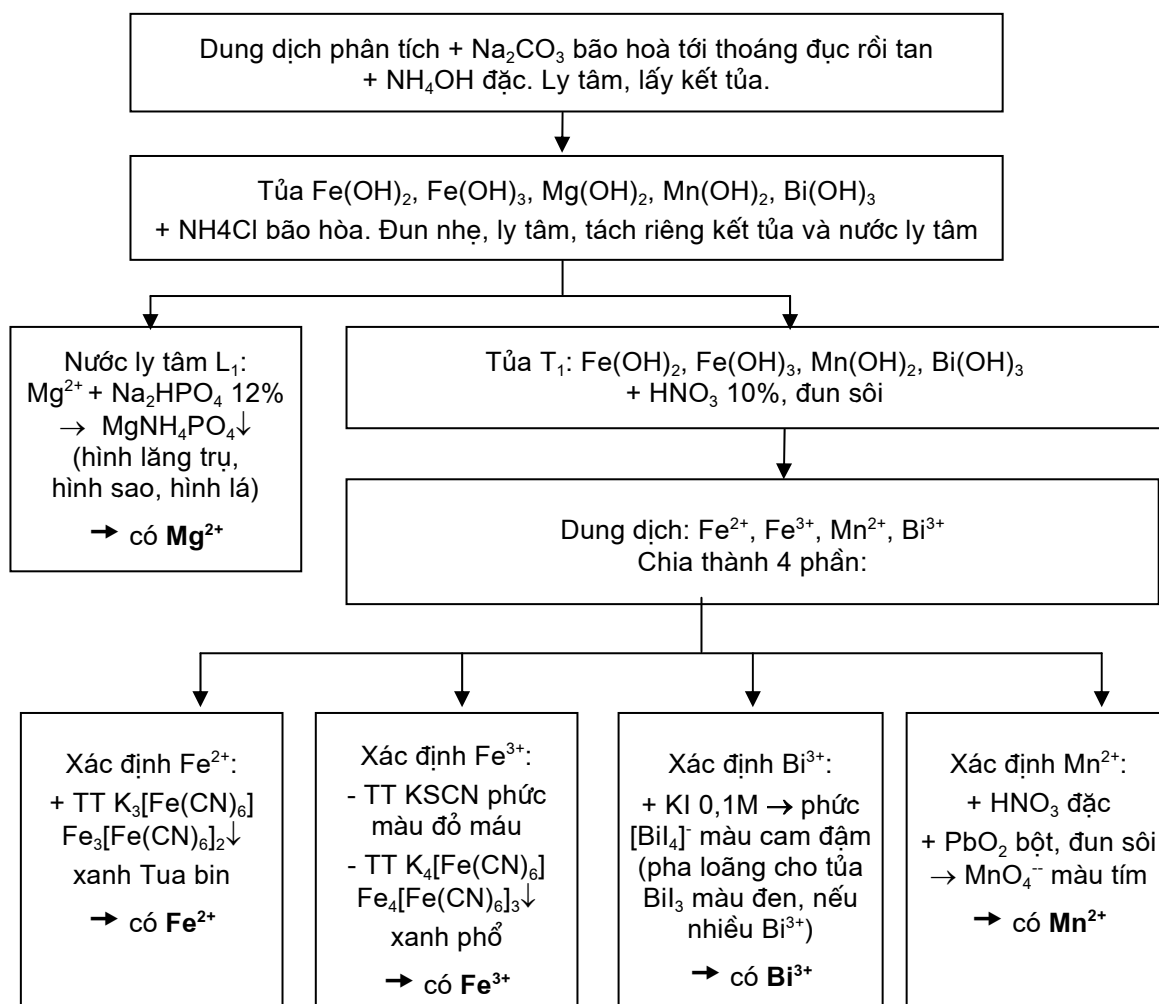 Dung dịch phân tích + Na₂CO₃ bão hoà tới thoáng đục rồi tan
+ NH₄OH đặc. Ly tâm, lấy kết tủa.
Tủa Fe(OH)₂, Fe(OH)₃, Mg(OH)₂, Mn(OH)₂, Bi(OH)₃
+ NH4Cl bão hòa. Đun nhẹ, ly tâm, tách riêng kết tủa và nước ly tâm
Nước ly tâm L₁:
Mg²⁺ + Na₂HPO₄ 12%
→ MgNH₄PO₄↓
(hình lăng trụ,
hình sao, hình lá)
→ có Mg²⁺
Tủa T₁: Fe(OH)₂, Fe(OH)₃, Mn(OH)₂, Bi(OH)₃
+ HNO₃ 10%, đun sôi
Dung dịch: Fe²⁺, Fe³⁺, Mn²⁺, Bi³⁺
Chia thành 4 phần:
Xác định Fe²⁺:
+ TT K₃[Fe(CN)₆]
Fe₃[Fe(CN)₆]₂↓
xanh Tua bin
→ có Fe²⁺
Xác định Fe³⁺:
- TT KSCN phức
màu đỏ máu
- TT K₄[Fe(CN)₆]
Fe₄[Fe(CN)₆]₃↓
xanh phổ
→ có Fe³⁺
Xác định Bi³⁺:
+ KI 0,1M → phức
[BiI₄]⁻ màu cam đậm
(pha loãng cho tủa
BiI₃ màu đen, nếu
nhiều Bi³⁺)
→ có Bi³⁺
Xác định Mn²⁺:
+ HNO₃ đặc
+ PbO₂ bột, đun sôi
→ MnO₄⁻⁻ màu tím
→ có Mn²⁺